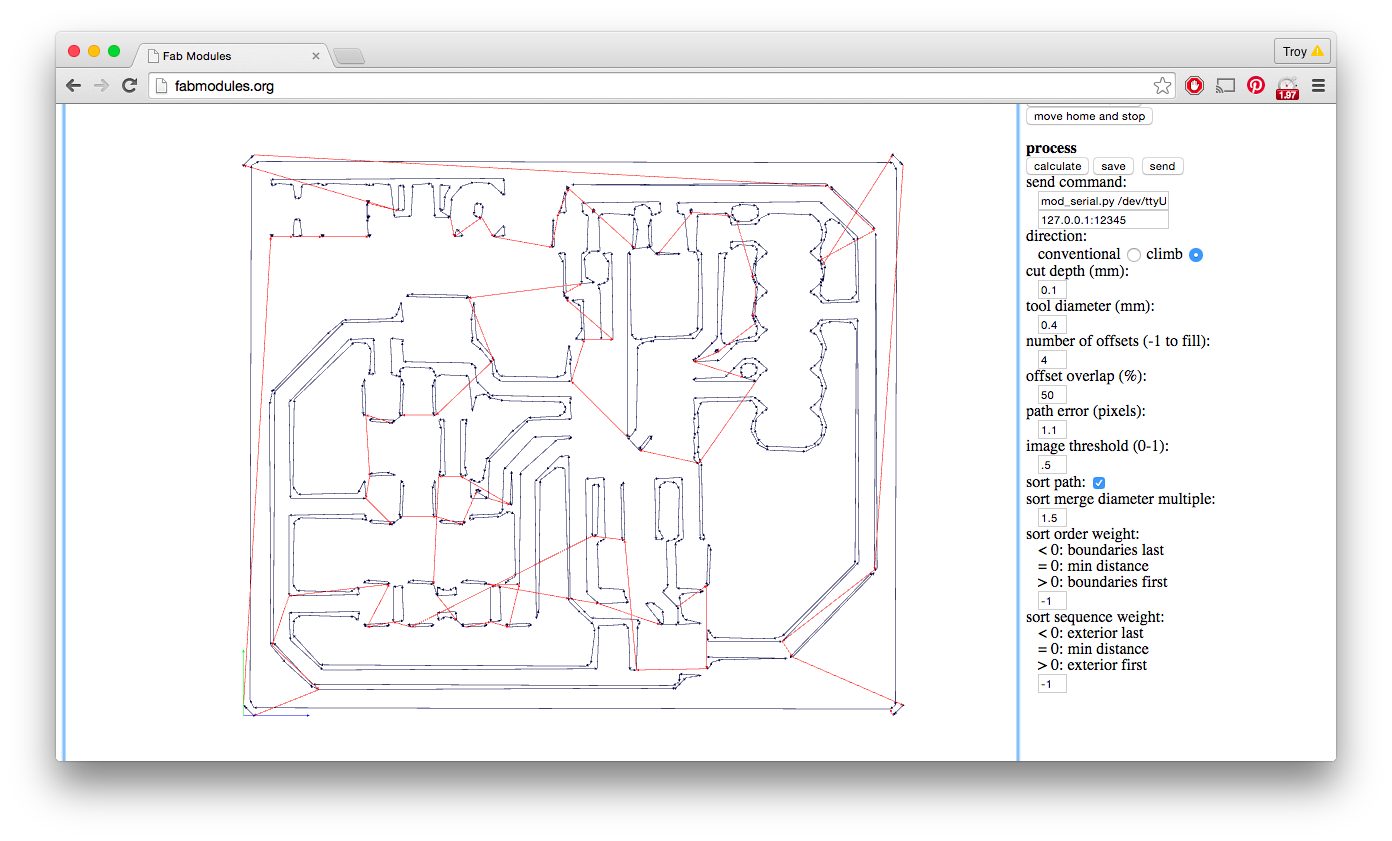 Fab Modules
Troy
fabmodules.org
1.97
move home and stop
process
calculate save send
send command:
mod_serial.py /dev/ttyU
127.0.0.1:12345
direction:
conventional climb
cut depth (mm):
0.1
tool diameter (mm):
0.4
number of offsets (-1 to fill):
4
offset overlap (%):
50
path error (pixels):
1.1
image threshold (0-1):
.5
sort path:
sort merge diameter multiple:
1.5
sort order weight:
< 0: boundaries last
= 0: min distance
> 0: boundaries first
-1
sort sequence weight:
< 0: exterior last
= 0: min distance
> 0: exterior first
-1